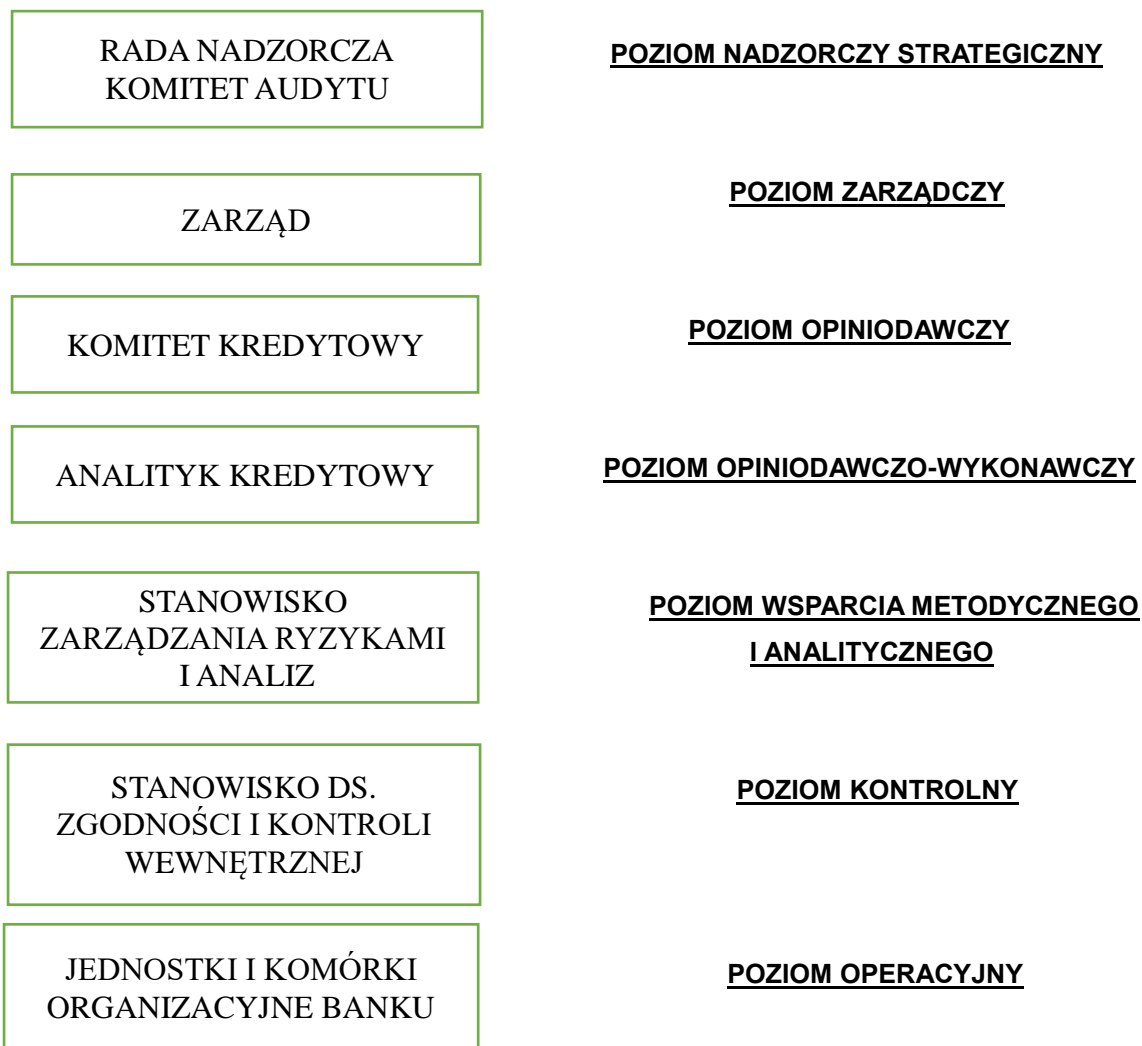 RADA NADZORCZA
KOMITET AUDYTU
POZIOM NADZORCZY STRATEGICZNY
ZARZĄD
POZIOM ZARZĄDCZY
KOMITET KREDYTOWY
POZIOM OPINIODAWCZY
ANALITYK KREDYTOWY
POZIOM OPINIODAWCZO-WYKONAWCZY
STANOWISKO
ZARZĄDZANIA RYZYKAMI
I ANALIZ
POZIOM WSPARCIA METODYCZNEGO
I ANALITYCZNEGO
STANOWISKO DS.
ZGODNOŚCI I KONTROLI
WEWNĘTRZNEJ
POZIOM KONTROLNY
JEDNOSTKI I KOMÓRKI
ORGANIZACYJNE BANKU
POZIOM OPERACYJNY